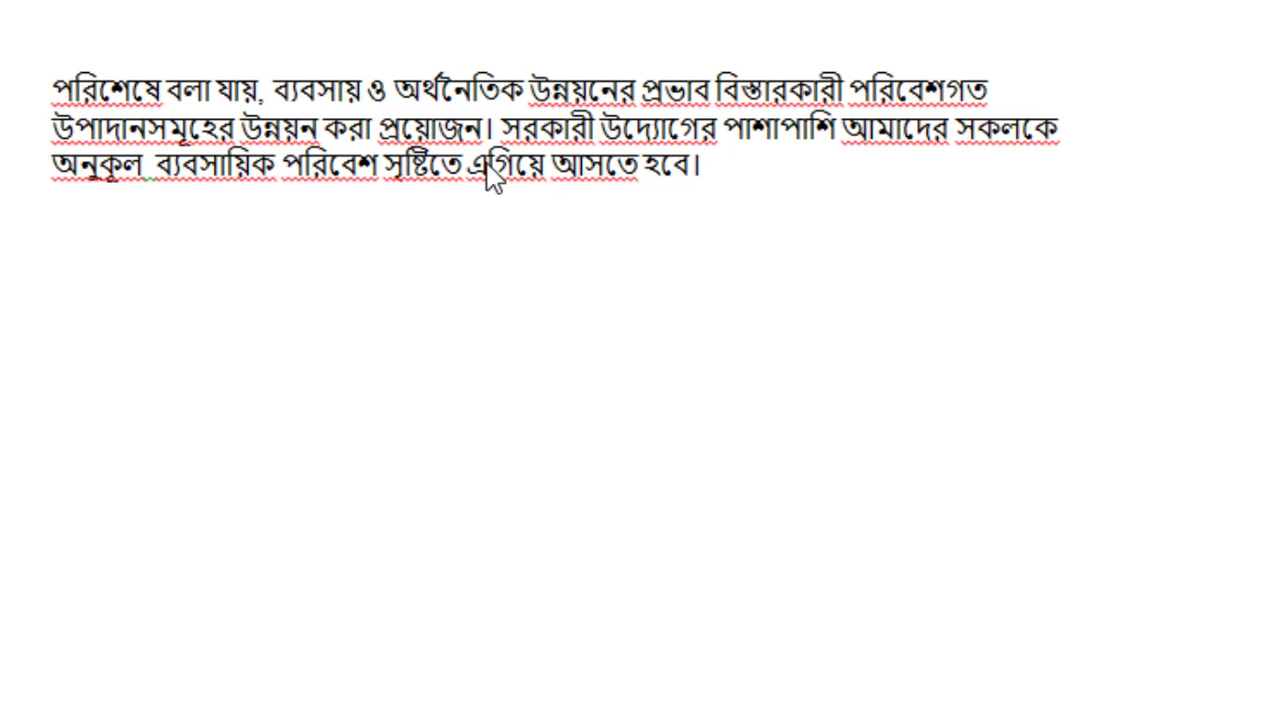 পরিশেষে বলা যায়, ব্যবসায় ও অর্থনৈতিক উন্নয়নের প্রভাব বিস্তারকারী পরিবেশগত
উপাদানসমূহের উন্নয়ন করা প্রয়োজন। সরকারী উদ্যোগের পাশাপাশি আমাদের সকলকে
অনুকূল ব্যবসায়িক পরিবেশ সৃষ্টিতে এগিয়ে আসতে হবে।